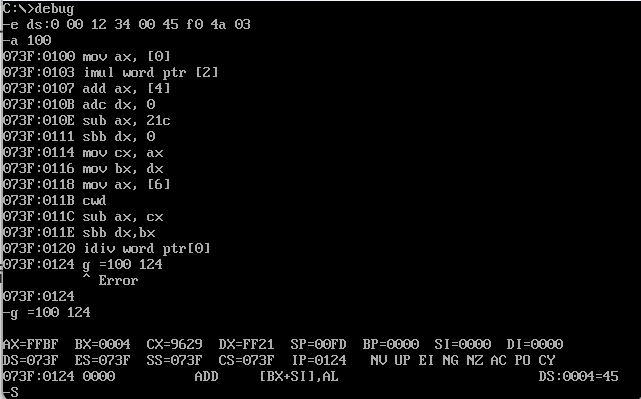 C:\>debug
-e ds:0 00 12 34 00 45 f0 4a 03
-a 100
073F:0100 mov ax, [0]
073F:0103 imul word ptr [2]
073F:0107 add ax, [4]
073F:010B adc dx, 0
073F:010E sub ax, 21c
073F:0111 sbb dx, 0
073F:0114 mov cx, ax
073F:0116 mov bx, dx
073F:0118 mov ax, [6]
073F:011B cwd
073F:011C sub ax, cx
073F:011E sbb dx,bx
073F:0120 idiv word ptr[0]
073F:0124 g =100 124
^ Error
073F:0124
-g =100 124
AX=FFBF BX=0004 CX=9629 DX=FF21 SP=00FD BP=0000 SI=0000 DI=0000
DS=073F ES=073F SS=073F CS=073F IP=0124 NV UP EI NG NZ AC PO CY
073F:0124 0000 ADD [BX+SI],AL DS:0004=45
-S